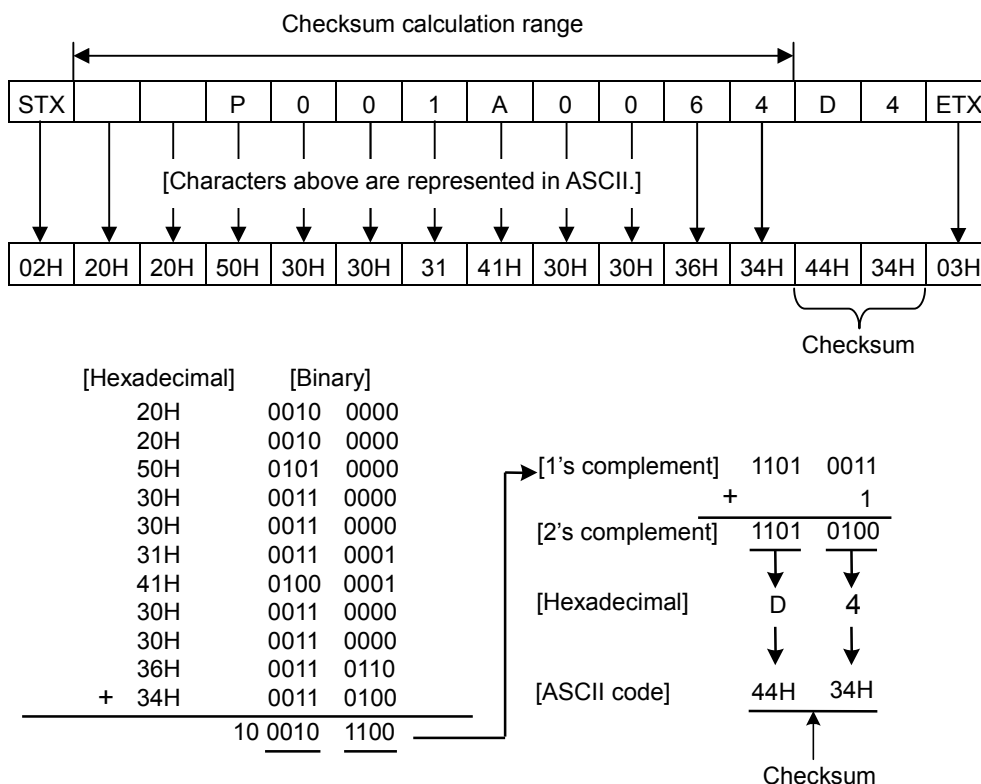 Checksum calculation range
STX P 0 0 1 A 0 0 6 4 D 4 ETX
[Characters above are represented in ASCII.]
02H 20H 20H 50H 30H 30H 31 41H 30H 30H 36H 34H 44H 34H 03H
Checksum
[Hexadecimal] [Binary]
20H 0010 0000
20H 0010 0000
50H 0101 0000
30H 0011 0000
30H 0011 0000
31H 0011 0001
41H 0100 0001
30H 0011 0000
30H 0011 0000
36H 0011 0110
+ 34H 0011 0100
10 0010 1100
[1's complement] 1101 0011
+ 1
[2's complement] 1101 0100
[Hexadecimal] D 4
[ASCII code] 44H 34H
Checksum